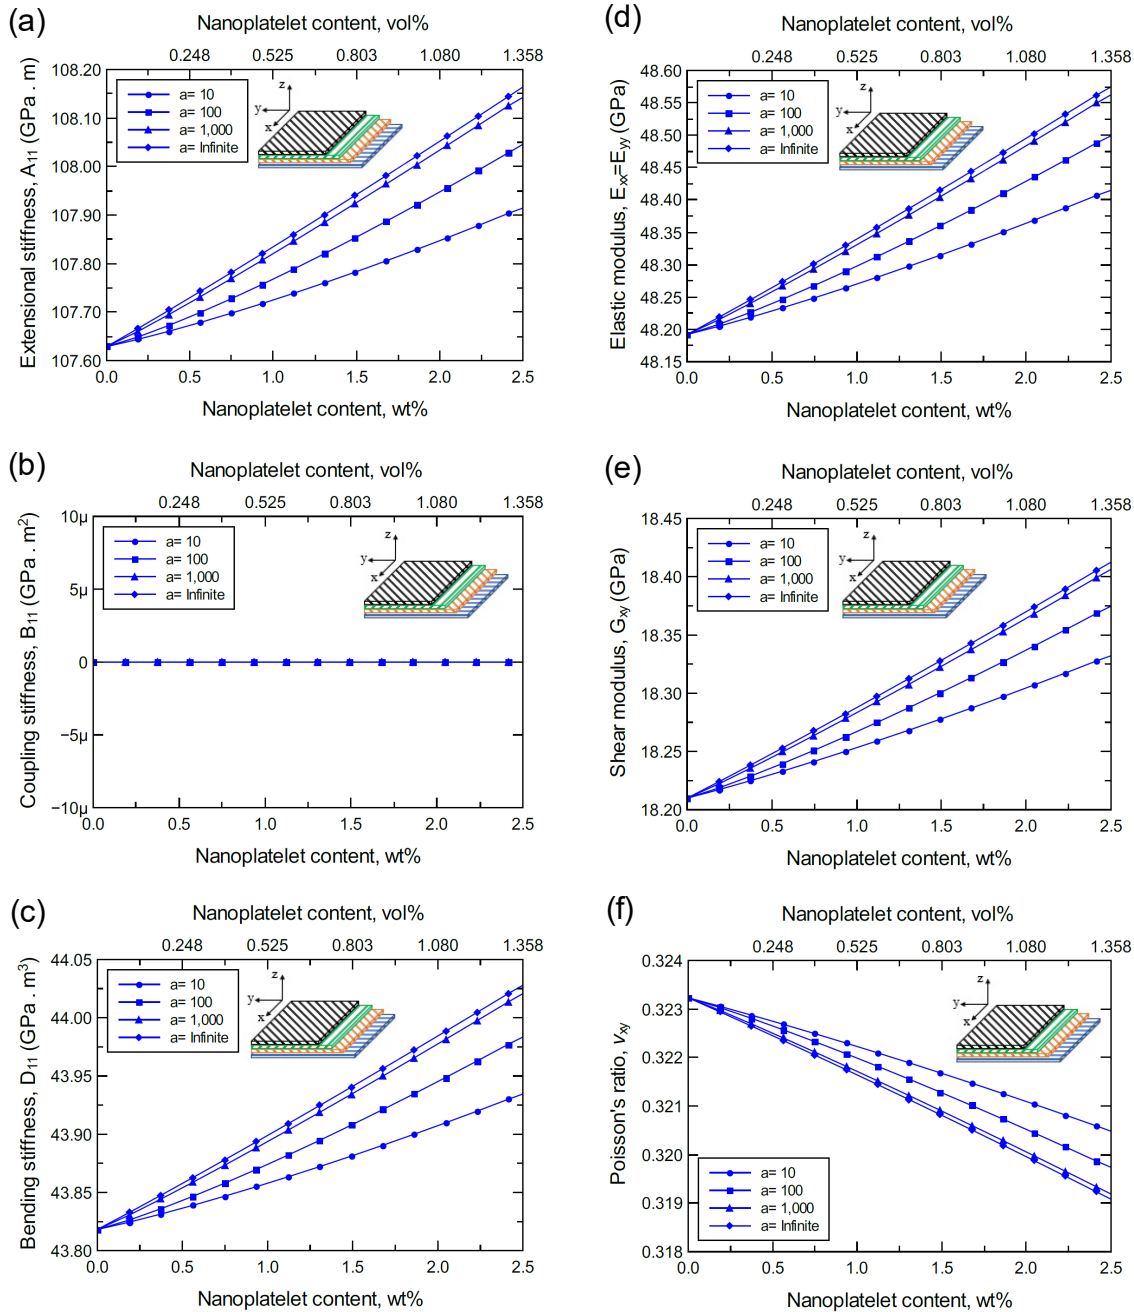 (a)
Nanoplatelet content, vol%
0.248 0.525 0.803 1.080 1.358
108.20
108.10
108.00
107.90
107.80
107.70
107.60
Extensional stiffness, A11 (GPa . m)
a= 10
a= 100
a= 1,000
a= Infinite
z
y
x
0.0 0.5 1.0 1.5 2.0 2.5
Nanoplatelet content, wt%
(b)
Nanoplatelet content, vol%
0.248 0.525 0.803 1.080 1.358
10µ
5µ
0
−5µ
−10µ
Coupling stiffness, B11 (GPa . m2)
a= 10
a= 100
a= 1,000
a= Infinite
z
y
x
0.0 0.5 1.0 1.5 2.0 2.5
Nanoplatelet content, wt%
(c)
Nanoplatelet content, vol%
0.248 0.525 0.803 1.080 1.358
44.05
44.00
43.95
43.90
43.85
43.80
Bending stiffness, D11 (GPa . m3)
a= 10
a= 100
a= 1,000
a= Infinite
z
y
x
0.0 0.5 1.0 1.5 2.0 2.5
Nanoplatelet content, wt%
(d)
Nanoplatelet content, vol%
0.248 0.525 0.803 1.080 1.358
48.60
48.55
48.50
48.45
48.40
48.35
48.30
48.25
48.20
48.15
Elastic modulus, Exx=Eyy (GPa)
a= 10
a= 100
a= 1,000
a= Infinite
z
y
x
0.0 0.5 1.0 1.5 2.0 2.5
Nanoplatelet content, wt%
(e)
Nanoplatelet content, vol%
0.248 0.525 0.803 1.080 1.358
18.45
18.40
18.35
18.30
18.25
18.20
Shear modulus, Gxy (GPa)
a= 10
a= 100
a= 1,000
a= Infinite
z
y
x
0.0 0.5 1.0 1.5 2.0 2.5
Nanoplatelet content, wt%
(f)
Nanoplatelet content, vol%
0.248 0.525 0.803 1.080 1.358
0.324
0.323
0.322
0.321
0.320
0.319
0.318
Poisson's ratio, vxy
z
y
x
a= 10
a= 100
a= 1,000
a= Infinite
0.0 0.5 1.0 1.5 2.0 2.5
Nanoplatelet content, wt%